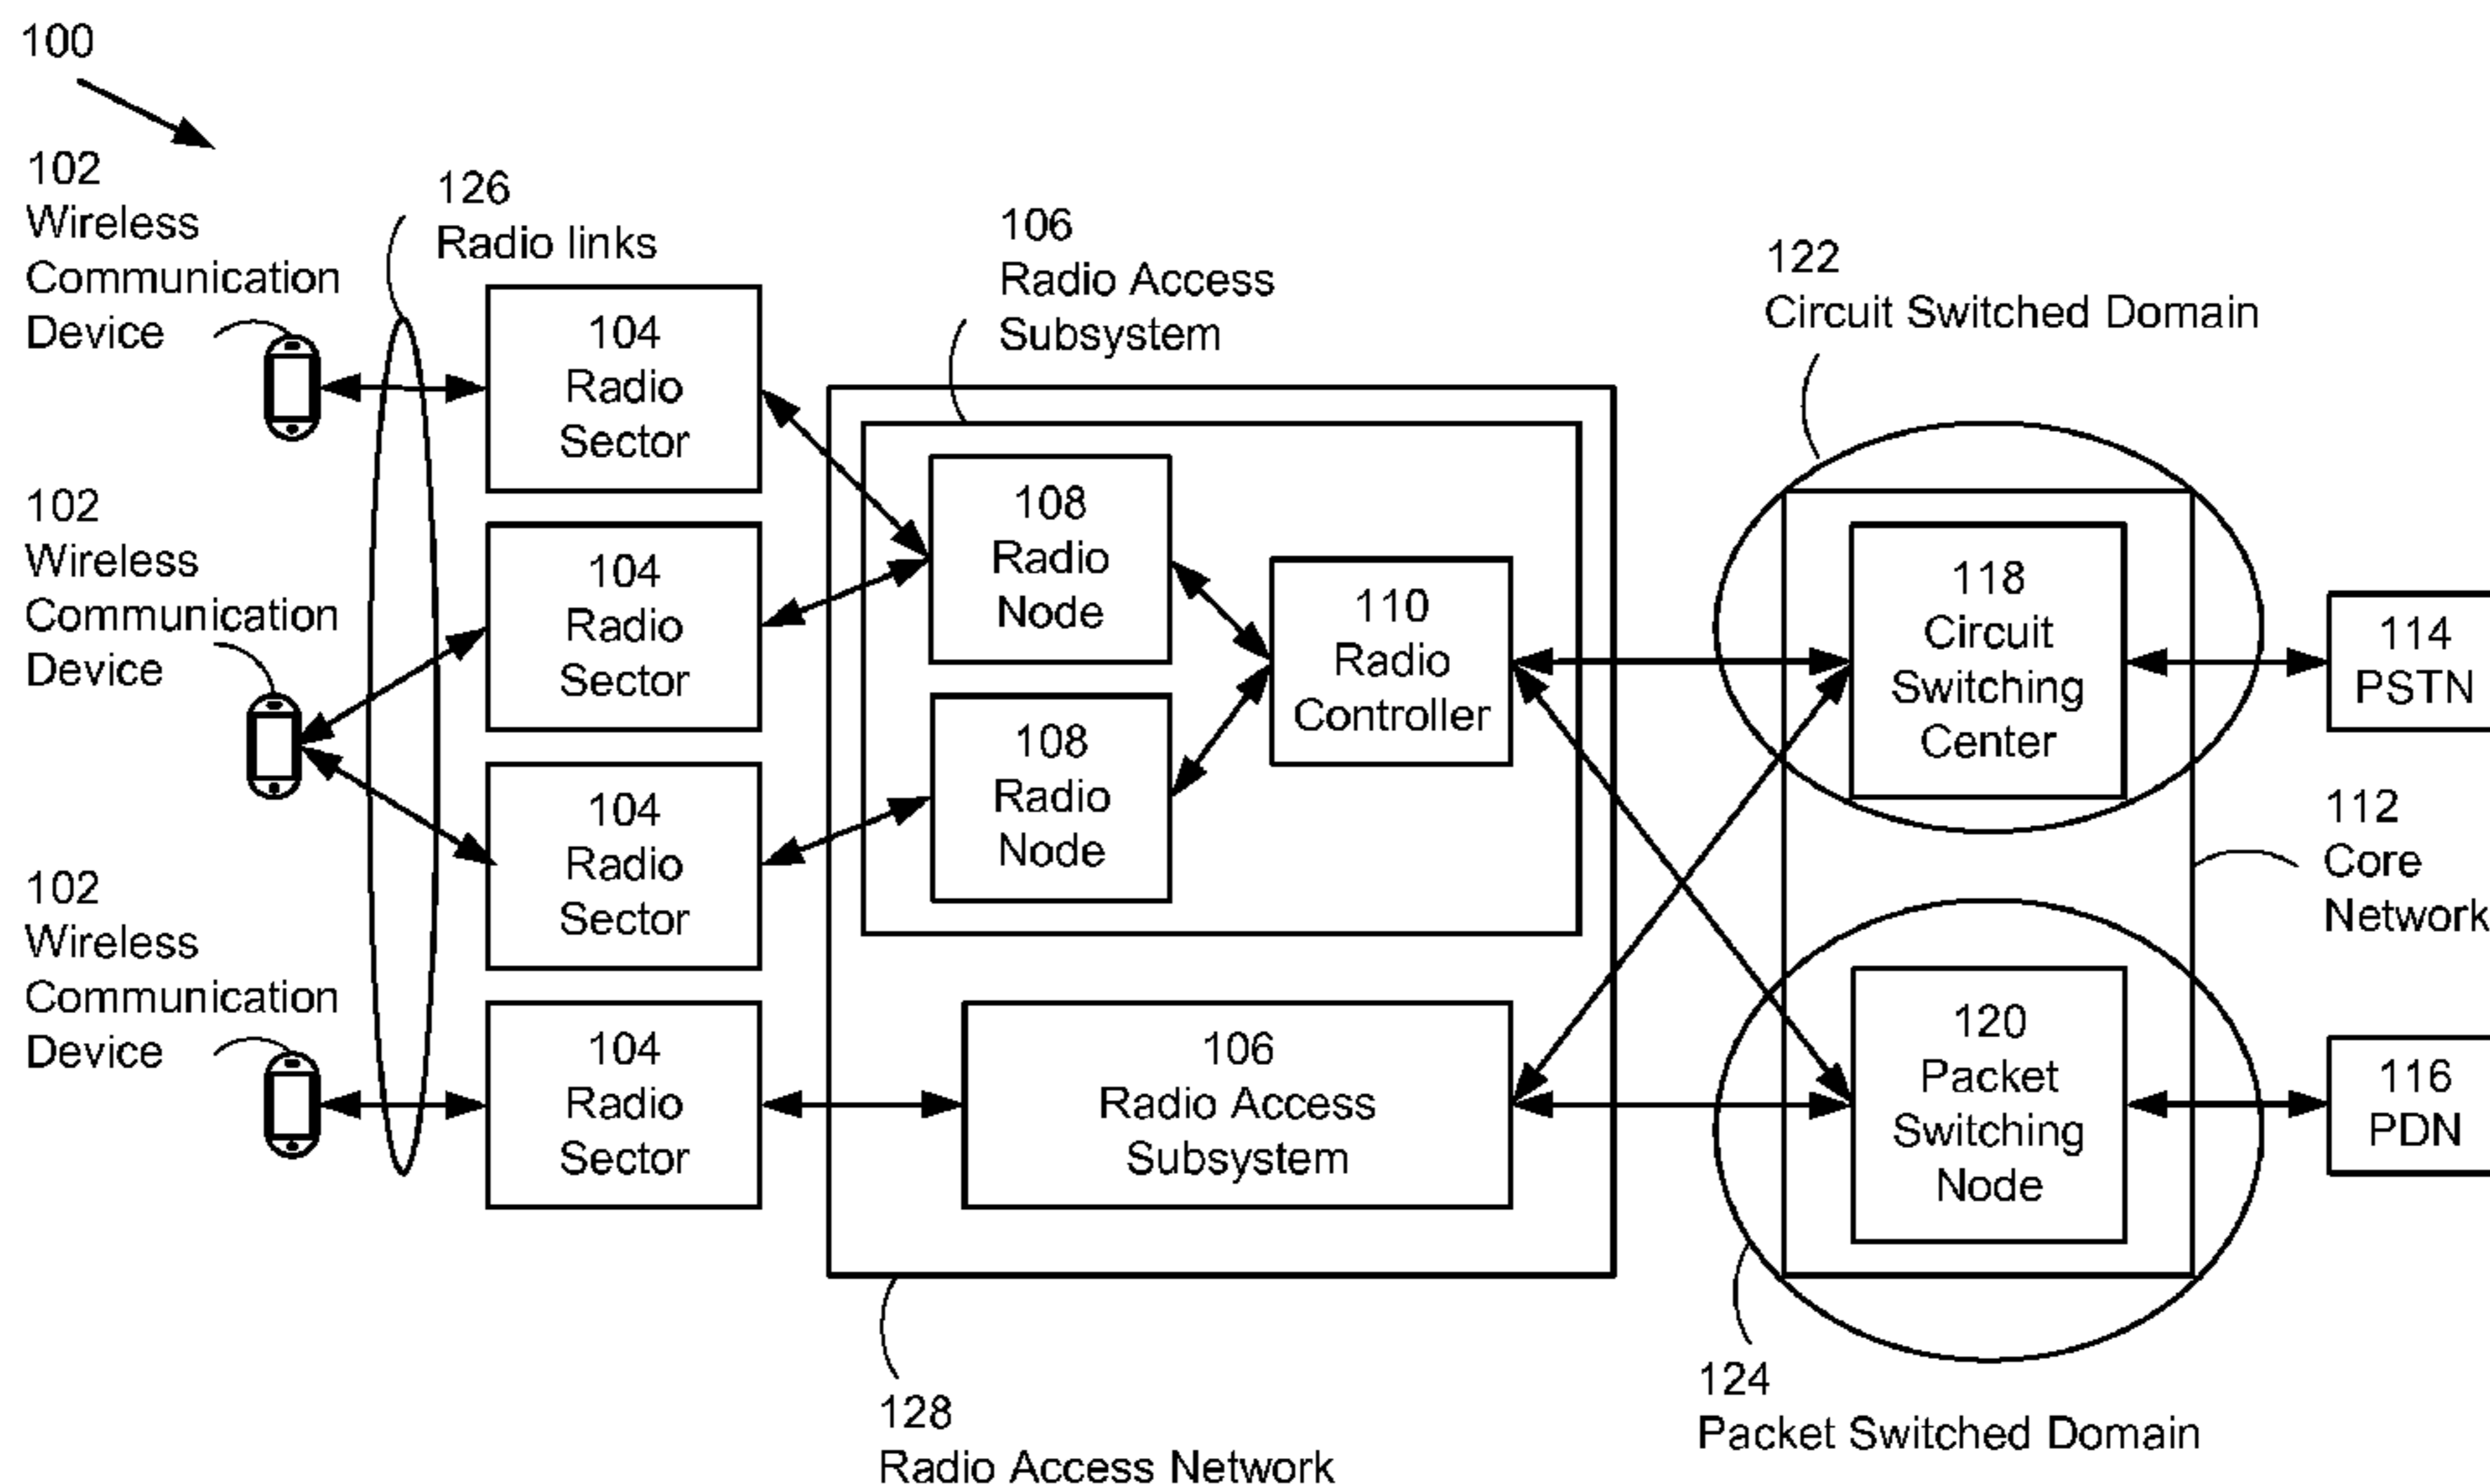 100
102
Wireless
Communication
Device
126
Radio links
106
Radio Access
Subsystem
122
Circuit Switched Domain
104
Radio
Sector
102
Wireless
Communication
Device
104
Radio
Sector
108
Radio
Node
110
Radio
Controller
118
Circuit
Switching
Center
114
PSTN
104
Radio
Sector
108
Radio
Node
112
Core
Network
102
Wireless
Communication
Device
104
Radio
Sector
106
Radio Access
Subsystem
120
Packet
Switching
Node
116
PDN
128
Radio Access Network
124
Packet Switched Domain